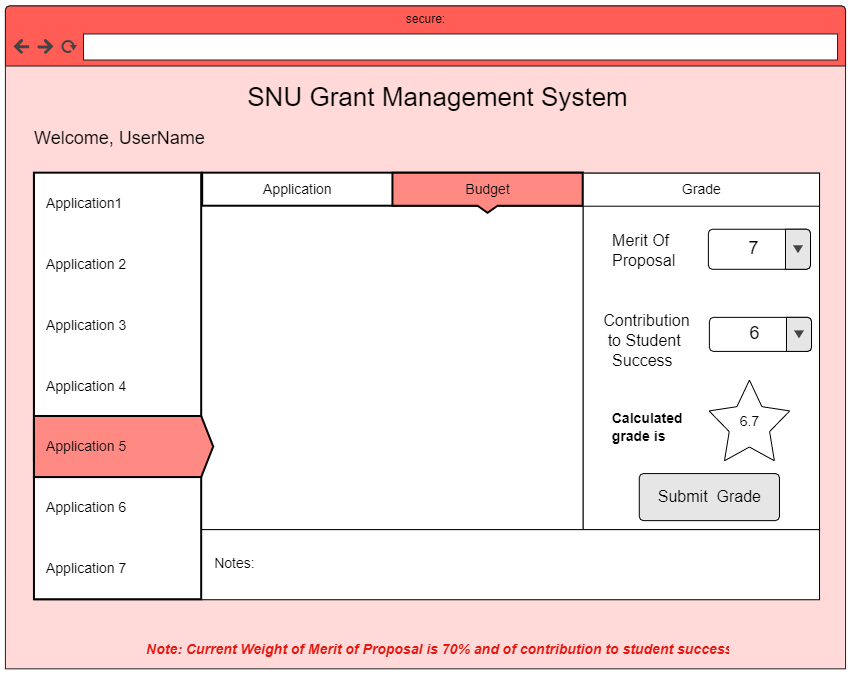 secure:
SNU Grant Management System
Welcome, UserName
Application1
Application 2
Application 3
Application 4
Application 5
Application 6
Application 7
Application
Budget
Grade
Merit Of
Proposal
7
Contribution
to Student
Success
6
Calculated
grade is
6.7
Submit Grade
Notes:
Note: Current Weight of Merit of Proposal is 70% and of contribution to student success